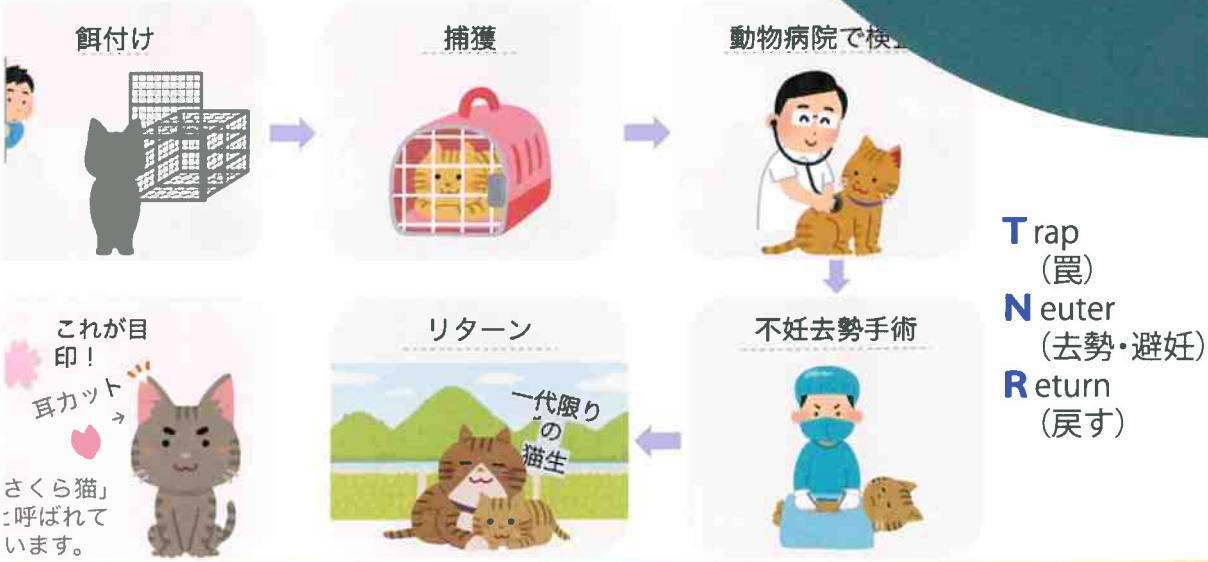 餌付け
捕獲
動物病院で検
不妊去勢手術
リターン
一代限り
の
猫生
これが目
印！
耳カット
さくら猫」
と呼ばれて
います。
Trap
（罠）
Neuter
（去勢・避妊）
Return
（戻す）